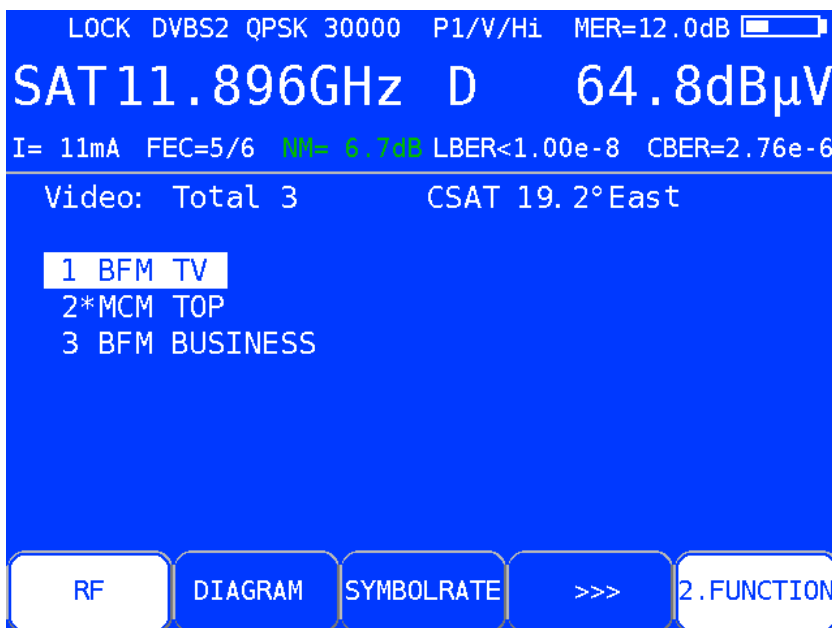 LOCK DVBS2 QPSK 30000 P1/V/Hi MER=12.0dB
SAT11.896GHz D 64.8dBµV
I= 11mA FEC=5/6 NM= 6.7dB LBER<1.00e-8 CBER=2.76e-6
Video: Total 3 CSAT 19.2°East
1 BFM TV
2*MCM TOP
3 BFM BUSINESS
RF DIAGRAM SYMBOLRATE >>> 2.FUNCTION